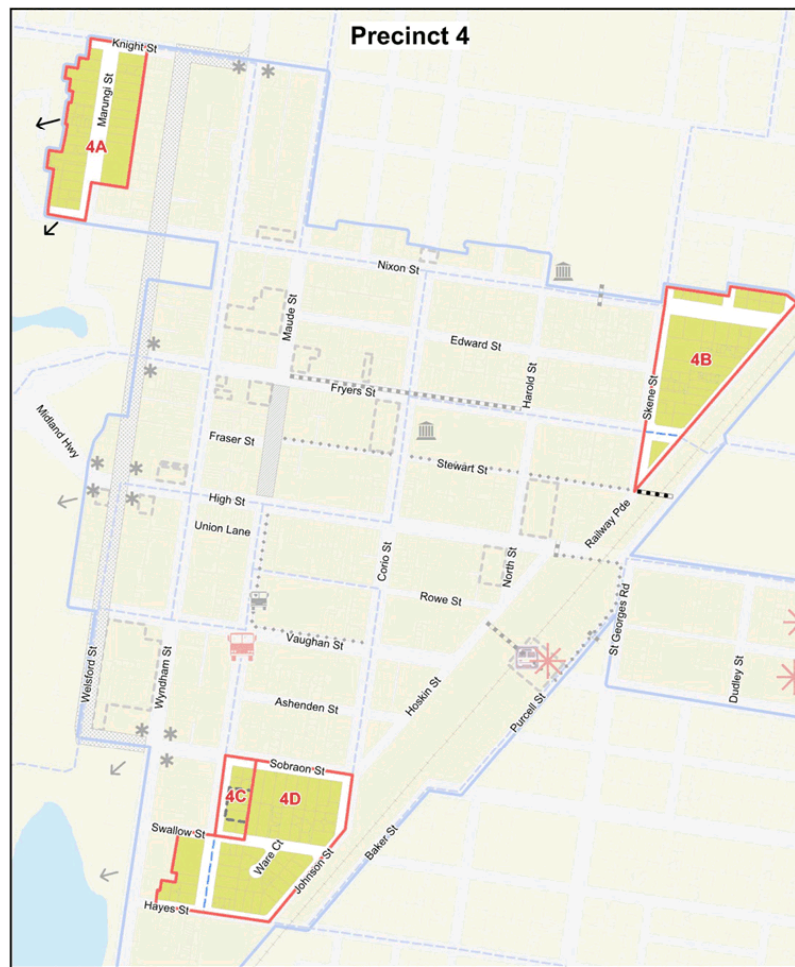 Precinct 4
Knight St
Marungi St
4A
Nixon St
Maude St
Edward St
Harold St
Skene St
4B
Fryers St
Midland Hwy
Fraser St
Stewart St
High St
Union Lane
Railway Pde
Corio St
North St
Rowe St
St Georges Rd
Vaughan St
Welsford St
Wyndham St
Hoskin St
Purcell St
Dudley St
Ashenden St
Sobraon St
4C
4D
Swallow St
Ware Ct
Johnson St
Baker St
Hayes St